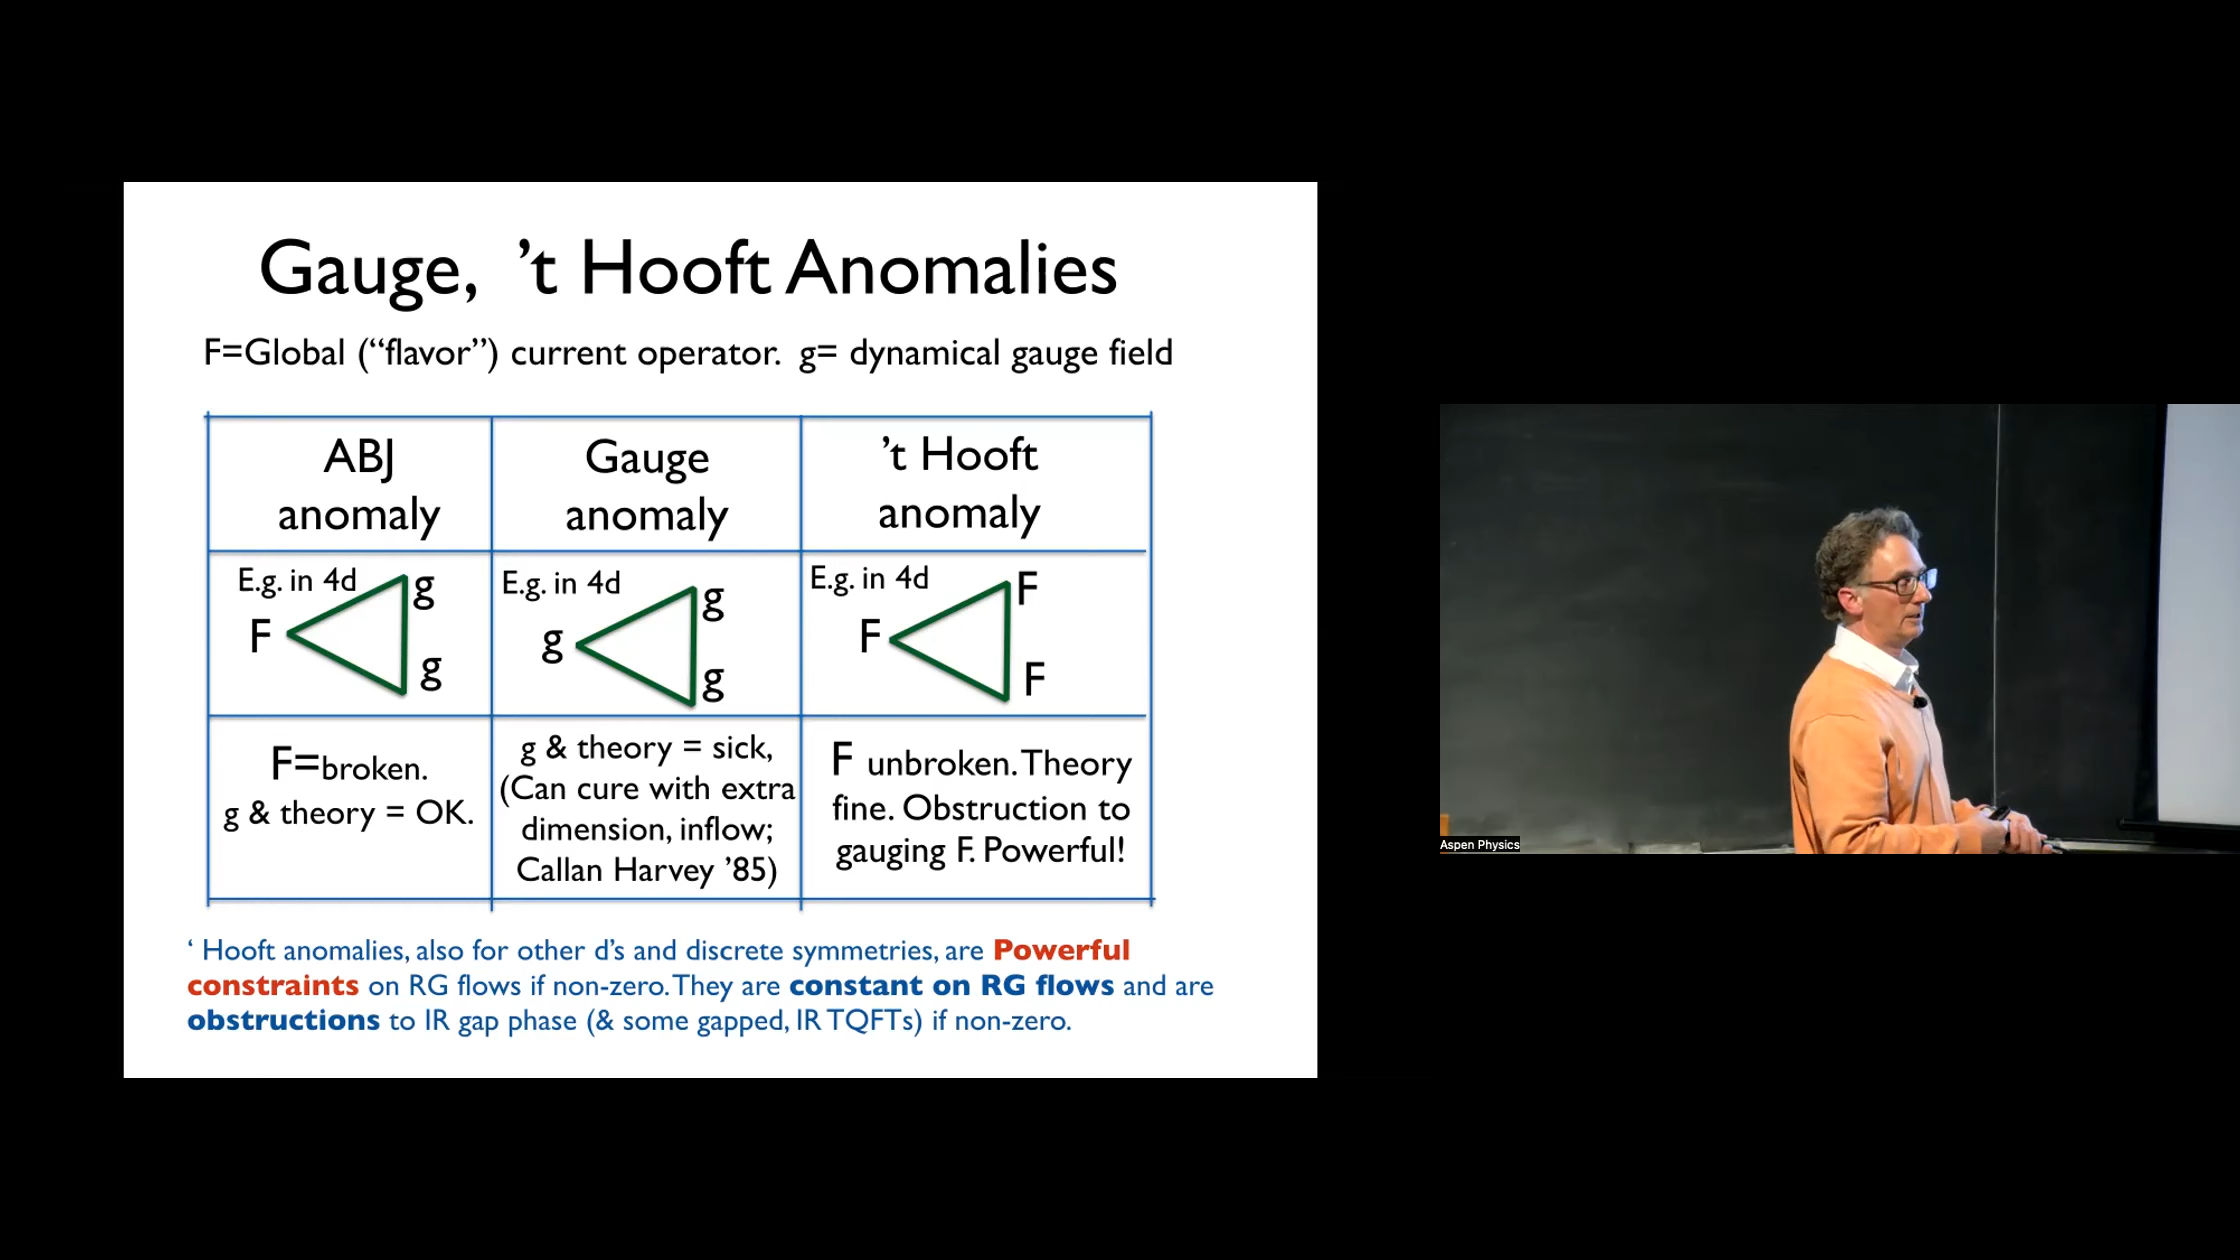 Gauge, ’t Hooft Anomalies
F=Global (“flavor”) current operator. g= dynamical gauge field
ABJ
anomaly
Gauge
anomaly
’t Hooft
anomaly
E.g. in 4d
F
g
g
E.g. in 4d
g
g
g
E.g. in 4d
F
F
F
F=broken.
g & theory = OK.
g & theory = sick,
(Can cure with extra
dimension, inflow;
Callan Harvey ’85)
F unbroken. Theory
fine. Obstruction to
gauging F. Powerful!
‘ Hooft anomalies, also for other d’s and discrete symmetries, are Powerful
constraints on RG flows if non-zero. They are constant on RG flows and are
obstructions to IR gap phase (& some gapped, IR TQFTs) if non-zero.
Aspen Physics